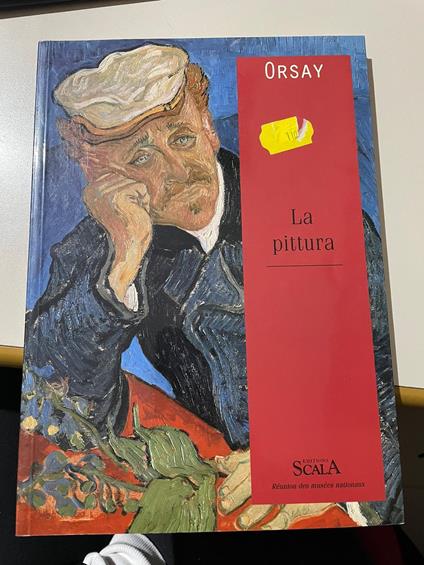 ORSAY
La
pittura
EDITIONS
SCALA
Réunion des musées nationaux